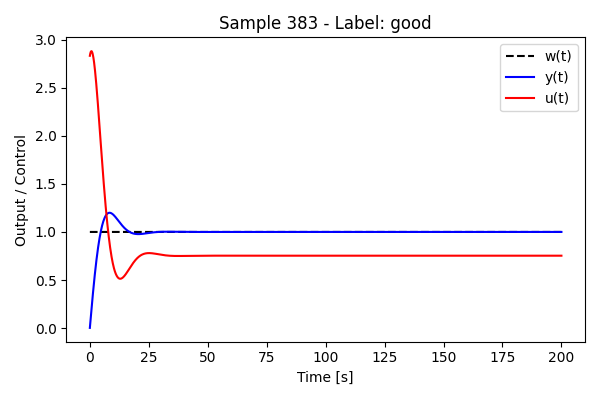 Sample 383 - Label: good
Output / Control
3.0
2.5
2.0
1.5
1.0
0.5
0.0
w(t)
y(t)
u(t)
0 25 50 75 100 125 150 175 200
Time [s]